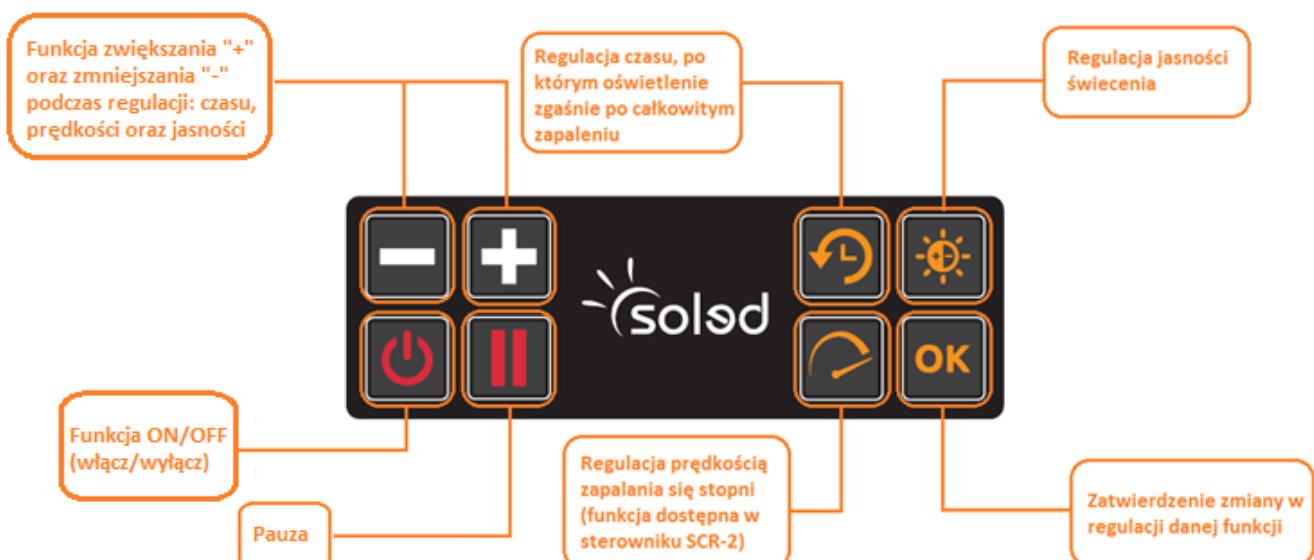 Funkcja zwiększania "+"
oraz zmniejszania "-"
podczas regulacji: czasu,
prędkości oraz jasności
Regulacja czasu, po
którym oświetlenie
zgaśnie po całkowitym
zapaleniu
Regulacja jasności
świecenia
soled
OK
Funkcja ON/OFF
(włącz/wyłącz)
Pauza
Regulacja prędkością
zapalania się stopni
(funkcja dostępna w
sterowniku SCR-2)
Zatwierdzenie zmiany w
regulacji danej funkcji